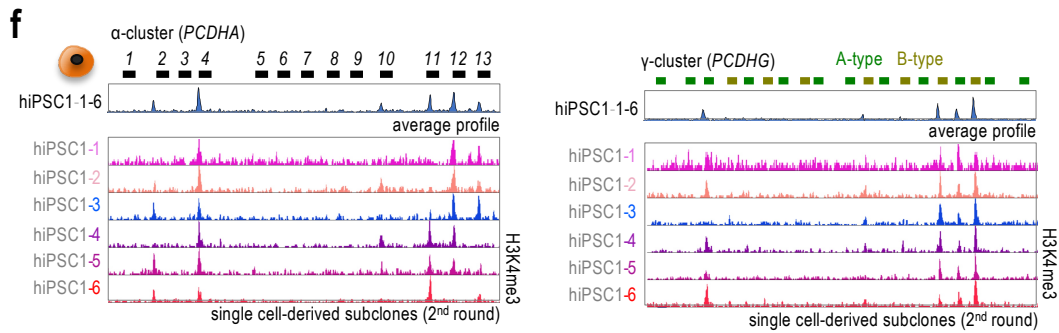 f
α-cluster (PCDHA)
1 2 3 4 5 6 7 8 9 10 11 12 13
hiPSC1-1-6
average profile
hiPSC1-1
hiPSC1-2
hiPSC1-3
hiPSC1-4
hiPSC1-5
hiPSC1-6
H3K4me3
single cell-derived subclones (2nd round)
γ-cluster (PCDHG) A-type B-type
hiPSC1-1-6
average profile
hiPSC1-1
hiPSC1-2
hiPSC1-3
hiPSC1-4
hiPSC1-5
hiPSC1-6
H3K4me3
single cell-derived subclones (2nd round)